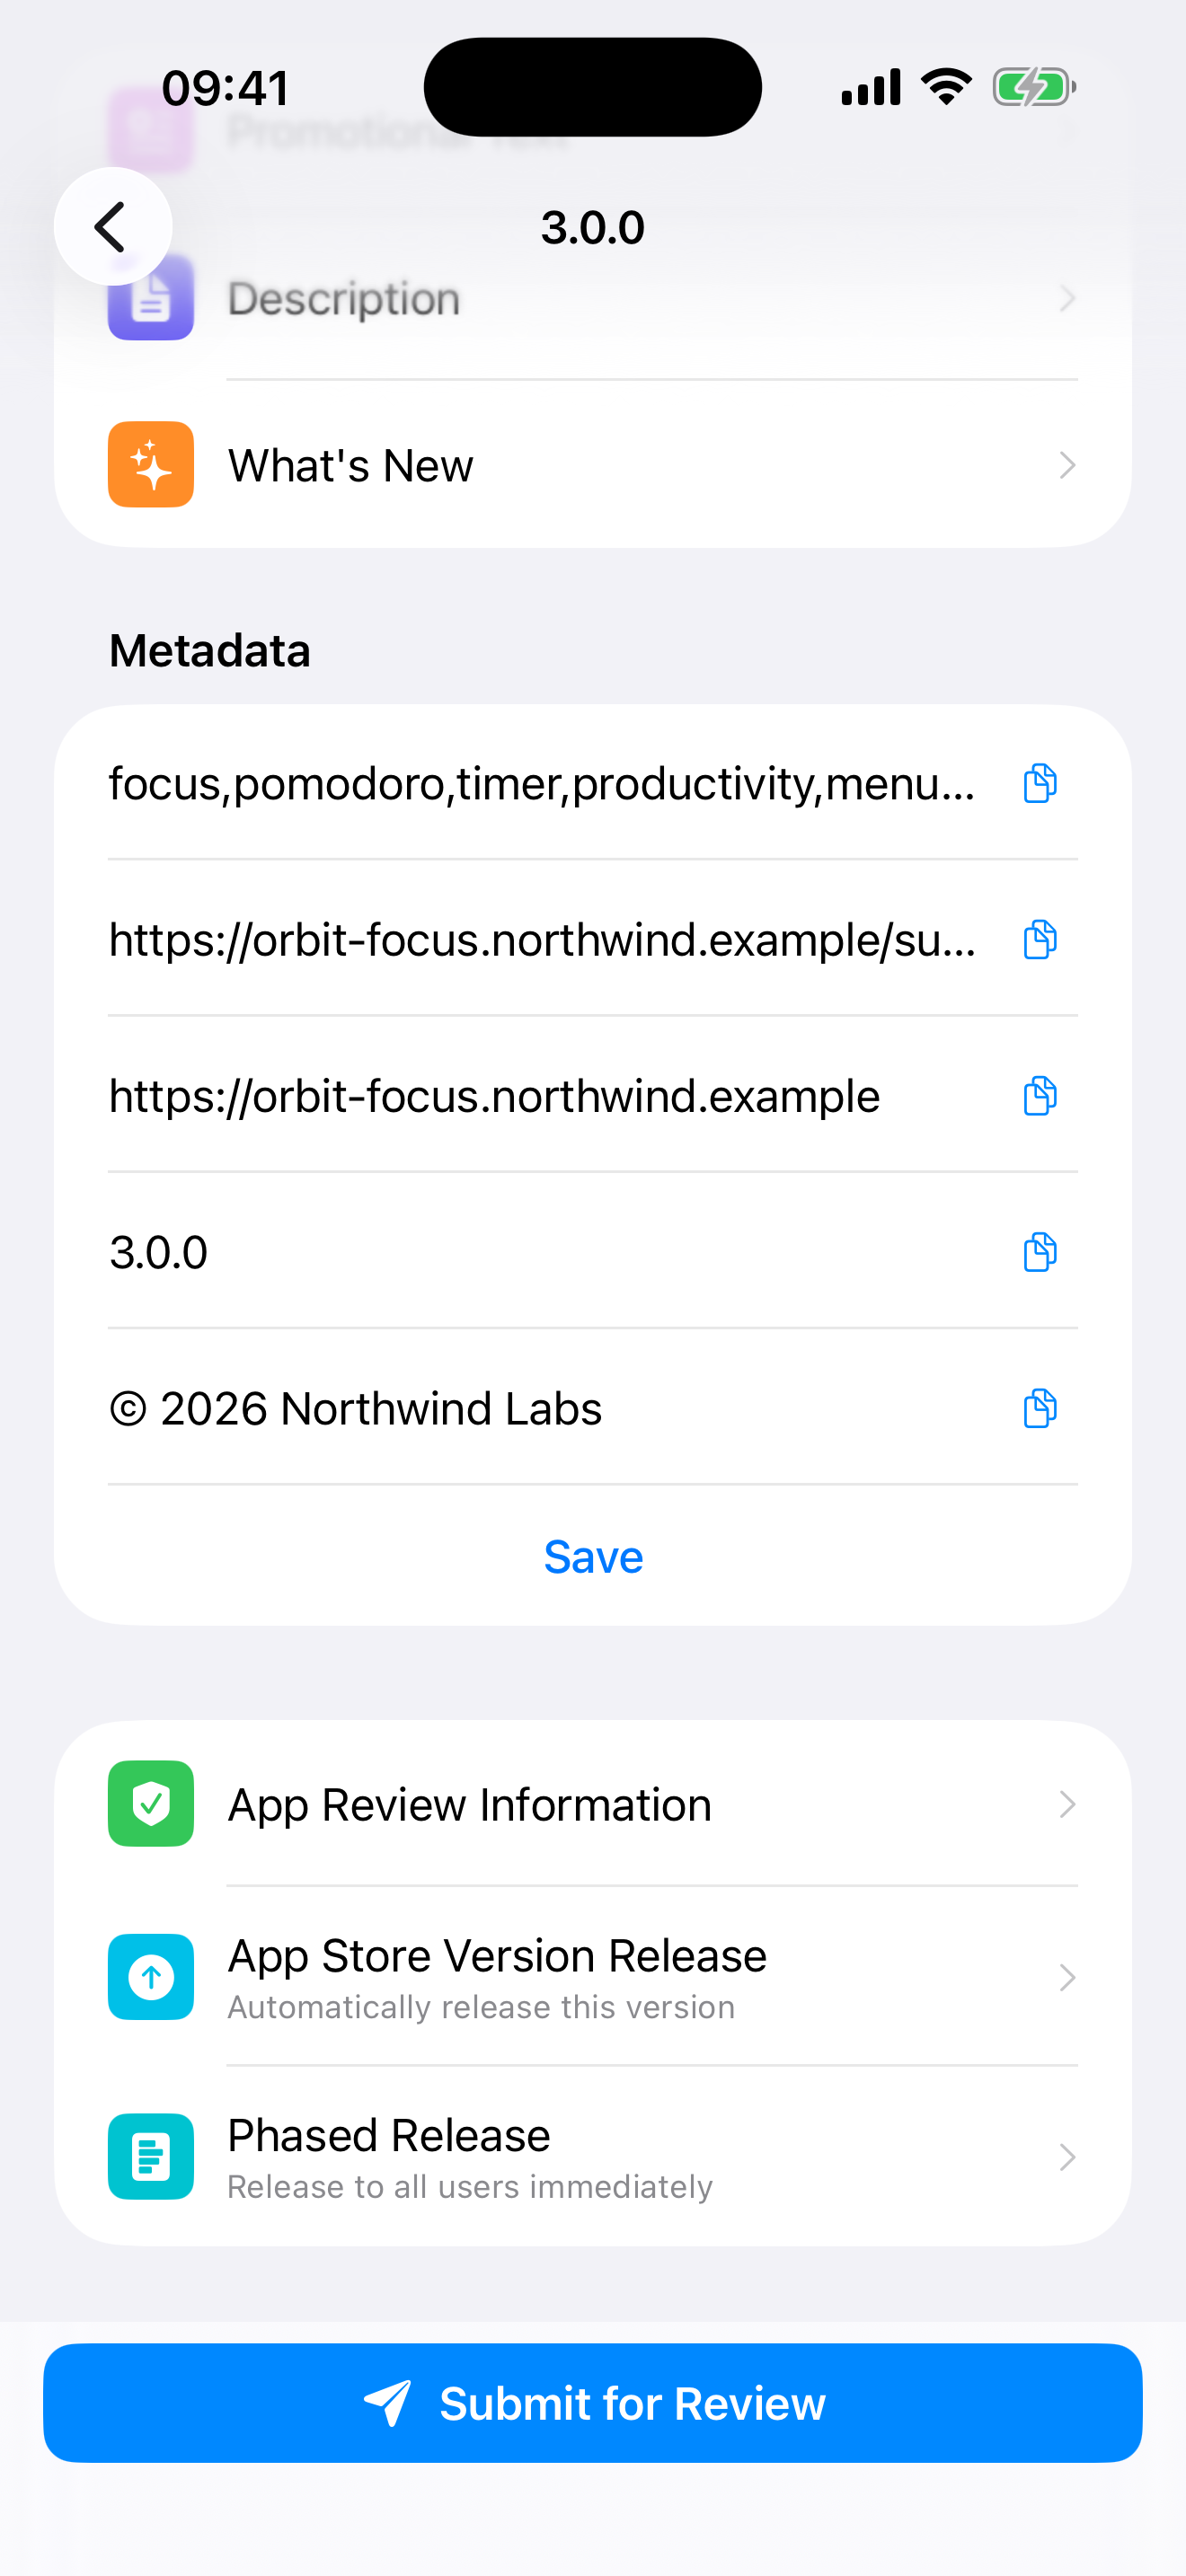 09:41
Promotional Text
3.0.0
Description
What's New
Metadata
focus,pomodoro,timer,productivity,menu...
https://orbit-focus.northwind.example/su...
https://orbit-focus.northwind.example
3.0.0
© 2026 Northwind Labs
Save
App Review Information
App Store Version Release
Automatically release this version
Phased Release
Release to all users immediately
Submit for Review